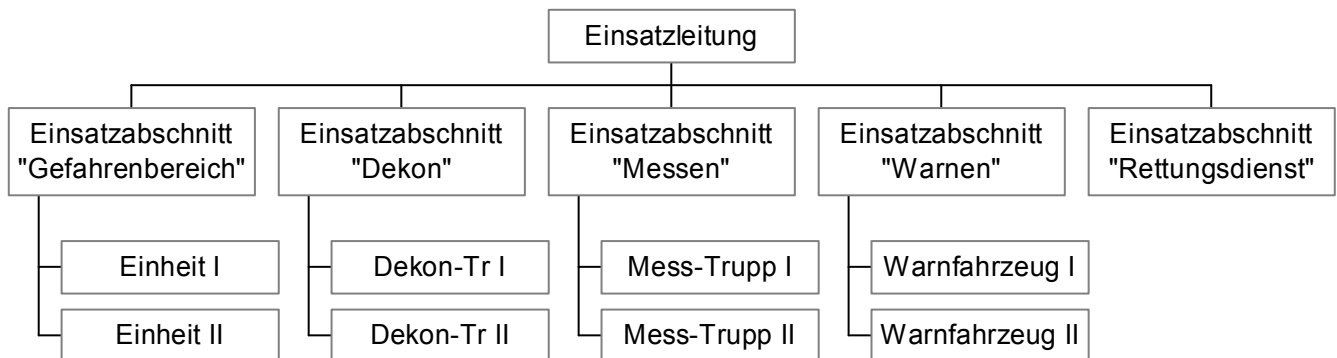 Einsatzleitung
Einsatzabschnitt
"Gefahrenbereich"
Einsatzabschnitt
"Dekon"
Einsatzabschnitt
"Messen"
Einsatzabschnitt
"Warnen"
Einsatzabschnitt
"Rettungsdienst"
Einheit I
Dekon-Tr I
Mess-Trupp I
Warnfahrzeug I
Einheit II
Dekon-Tr II
Mess-Trupp II
Warnfahrzeug II